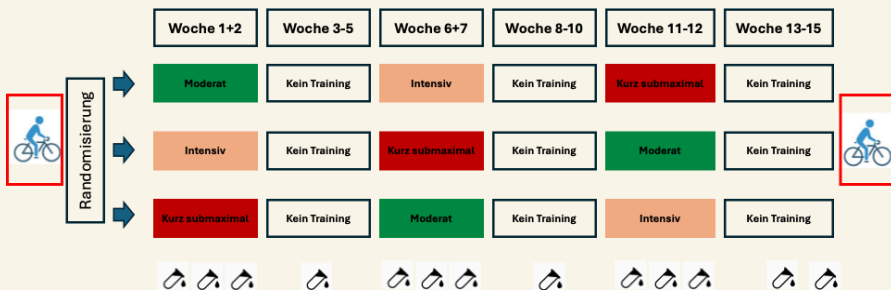 Woche 1+2
Woche 3-5
Woche 6+7
Woche 8-10
Woche 11-12
Woche 13-15
Randomisierung
Moderat
Kein Training
Intensiv
Kein Training
Kurz submaximal
Kein Training
Intensiv
Kein Training
Kurz submaximal
Kein Training
Moderat
Kein Training
Kurz submaximal
Kein Training
Moderat
Kein Training
Intensiv
Kein Training